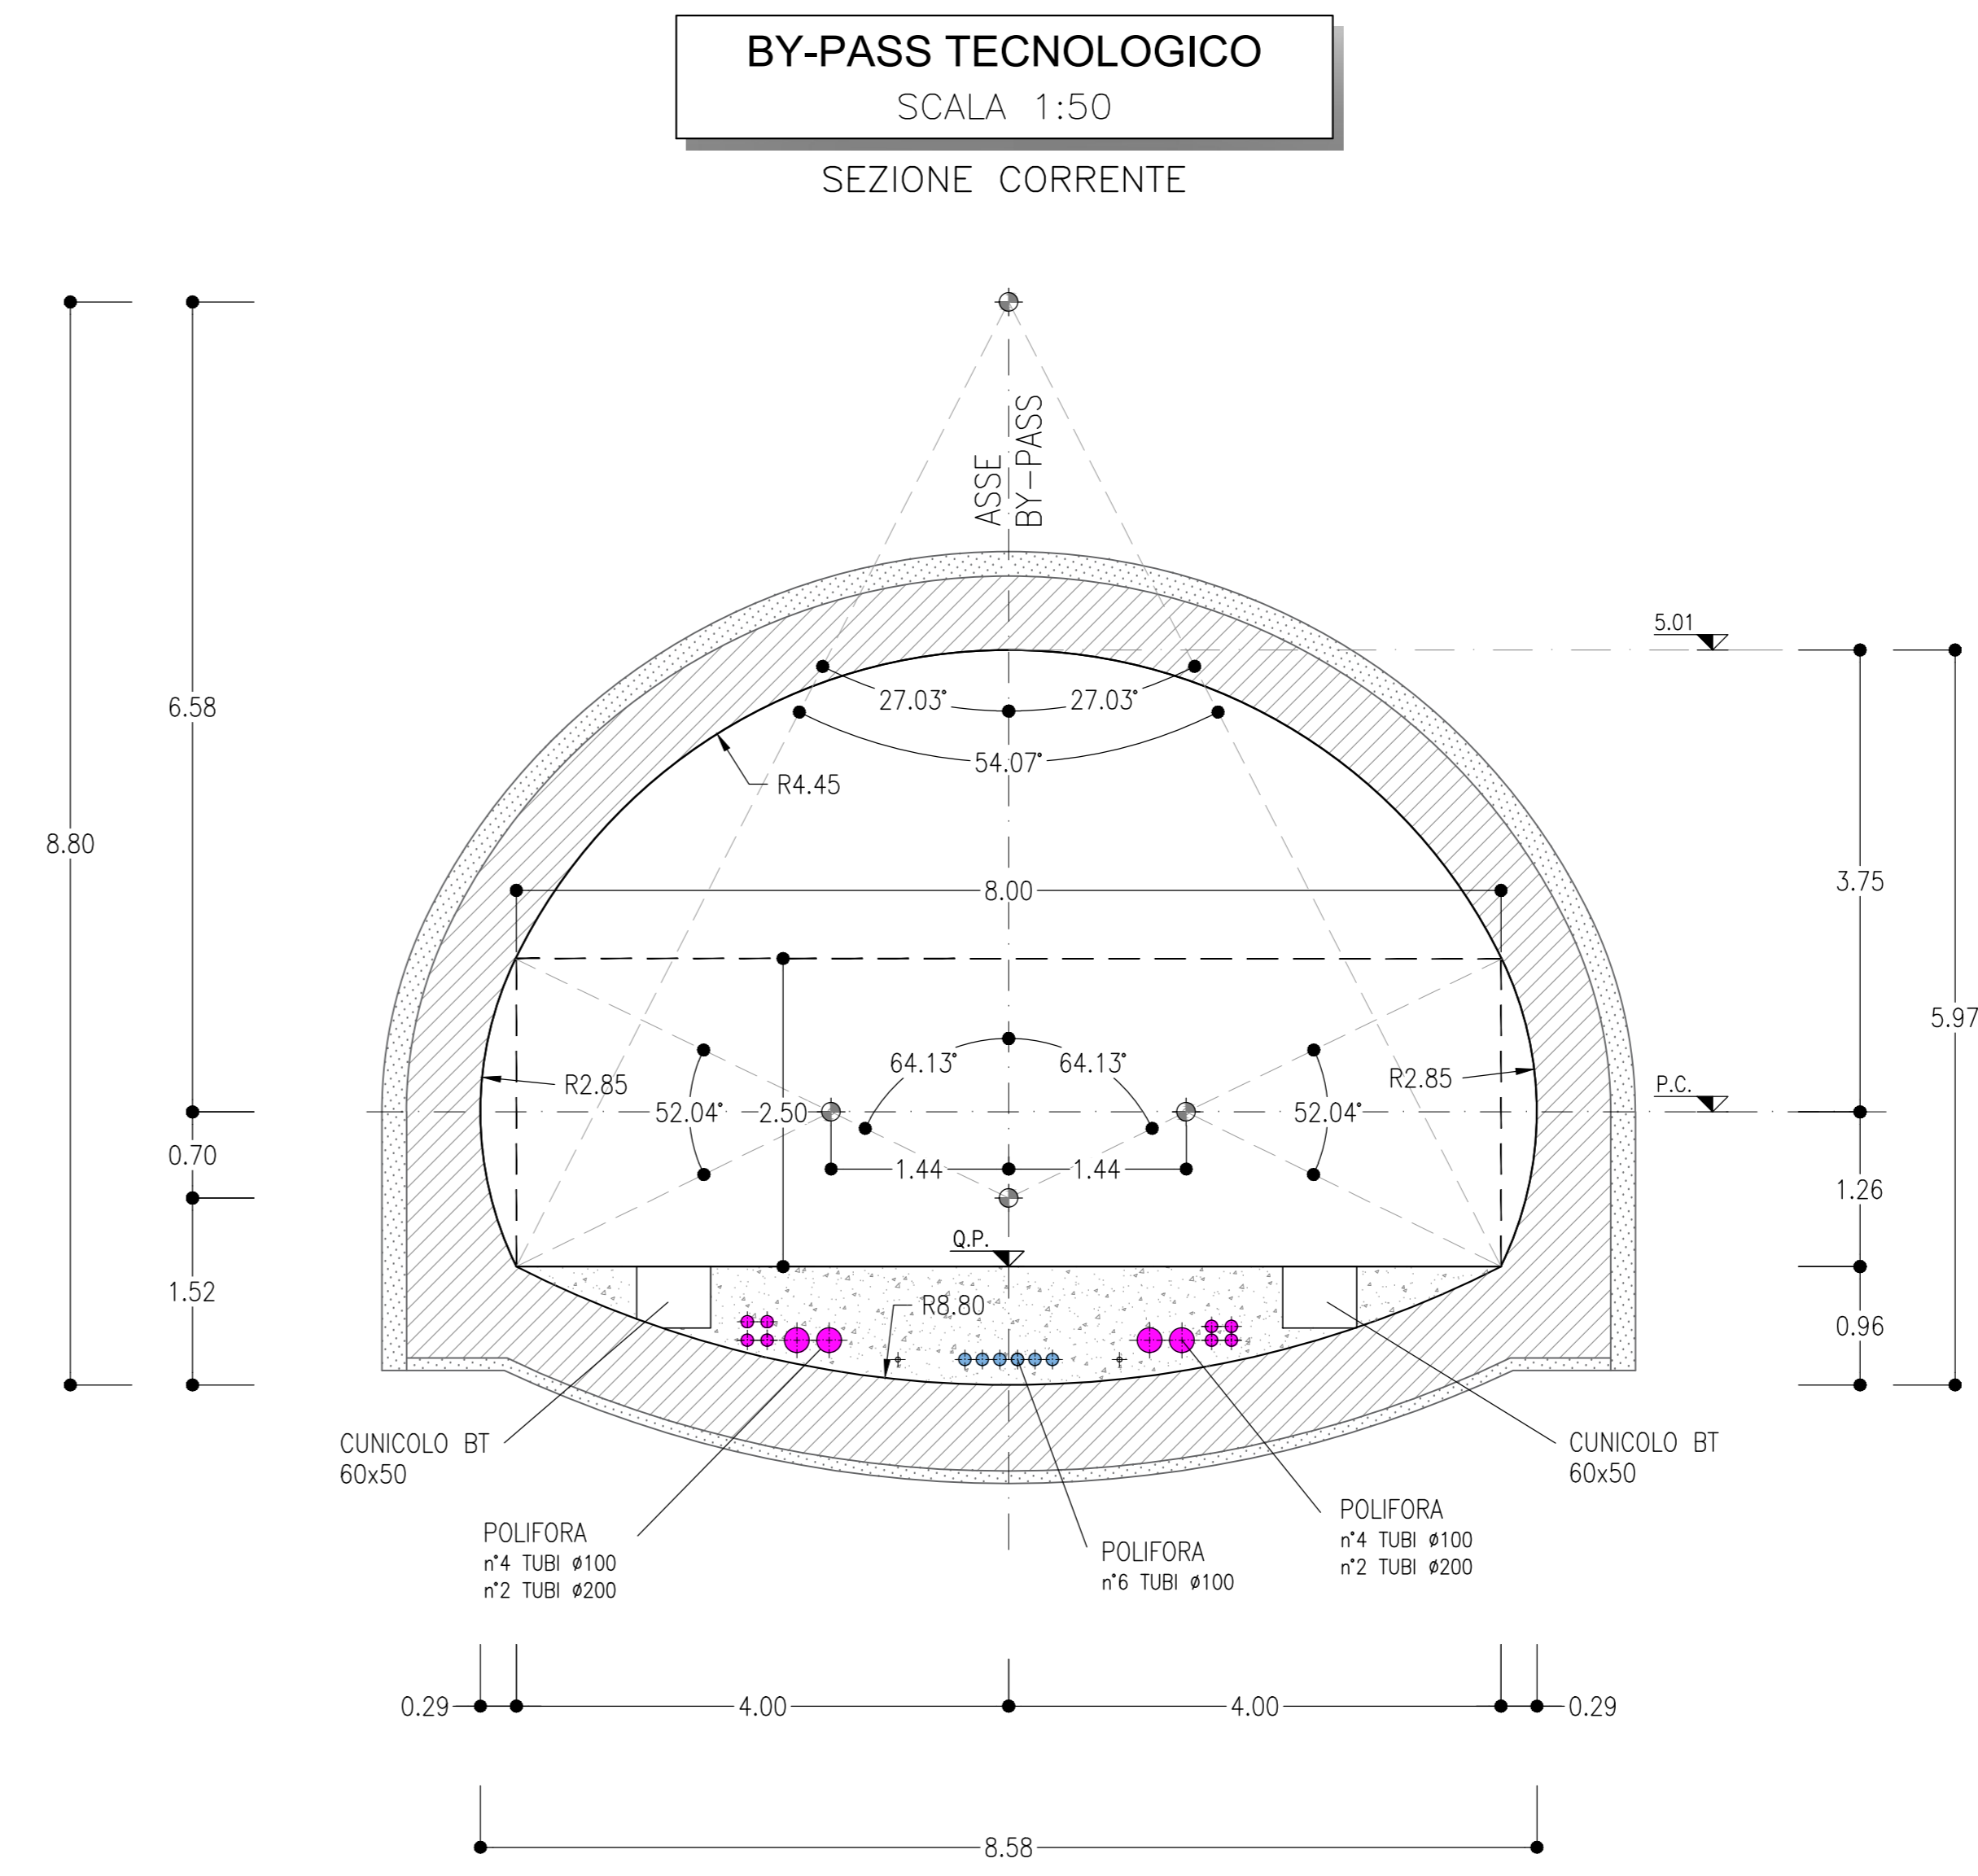 BY-PASS TECNOLOGICO
SCALA 1:50
SEZIONE CORRENTE
ASSE
BY-PASS
5.01
27.03°
27.03°
54.07°
6.58
R4.45
8.80
3.75
8.00
5.97
64.13°
64.13°
R2.85
R2.85
P.C.
52.04°
2.50
52.04°
0.70
1.44
1.44
1.26
Q.P.
1.52
R8.80
0.96
CUNICOLO BT
60x50
CUNICOLO BT
60x50
POLIFORA
n°4 TUBI ø100
n°2 TUBI ø200
POLIFORA
n°6 TUBI ø100
POLIFORA
n°4 TUBI ø100
n°2 TUBI ø200
0.29
4.00
4.00
0.29
8.58